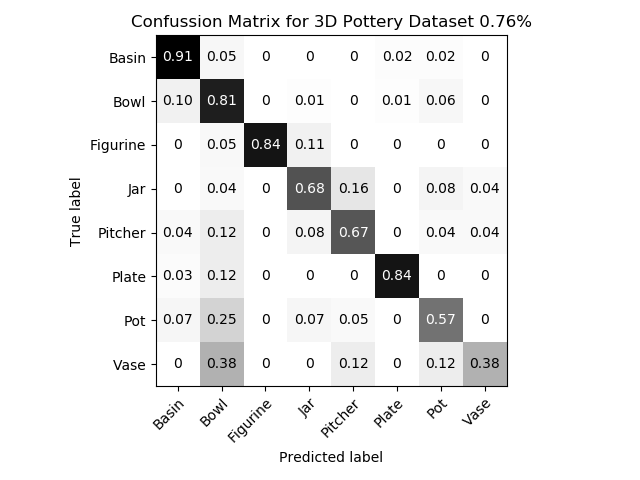 Confussion Matrix for 3D Pottery Dataset 0.76%
Basin 0.91 0.05 0 0 0 0.02 0.02 0
Bowl 0.10 0.81 0 0.01 0 0.01 0.06 0
Figurine 0 0.05 0.84 0.11 0 0 0 0
Jar 0 0.04 0 0.68 0.16 0 0.08 0.04
Pitcher 0.04 0.12 0 0.08 0.67 0 0.04 0.04
Plate 0.03 0.12 0 0 0 0.84 0 0
Pot 0.07 0.25 0 0.07 0.05 0 0.57 0
Vase 0 0.38 0 0 0.12 0 0.12 0.38
True label
Basin Bowl Figurine Jar Pitcher Plate Pot Vase
Predicted label